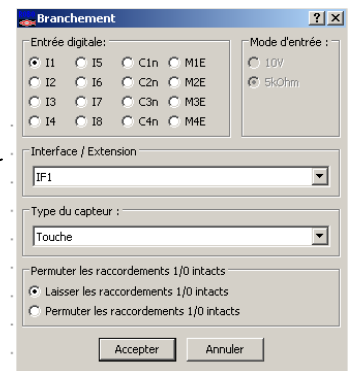 Branchement
Entrée digitale:
Mode d'entrée :
I1 I5 C1n M1E
10V
I2 I6 C2n M2E
5kOhm
I3 I7 C3n M3E
I4 I8 C4n M4E
Interface / Extension
IF1
Type du capteur :
Touche
Permuter les raccordements 1/0 intacts
Laisser les raccordements 1/0 intacts
Permuter les raccordements 1/0 intacts
Accepter Annuler